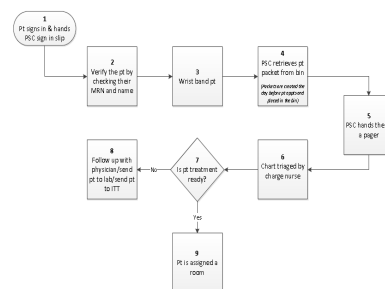 1
Pt signs in & hands
PSC sign in slip
2
Verify the pt by
checking their
MRN and name
3
Wrist band pt
4
PSC retrieves pt
packet from bin
(Packets are created the
day before pt appts and
placed in the bin)
5
PSC hands the
a pager
6
Chart triaged by
charge nurse
7
Is pt treatment
ready?
No
8
Follow up with
physician/send
pt to lab/send pt
to ITT
Yes
9
Pt is assigned a
room